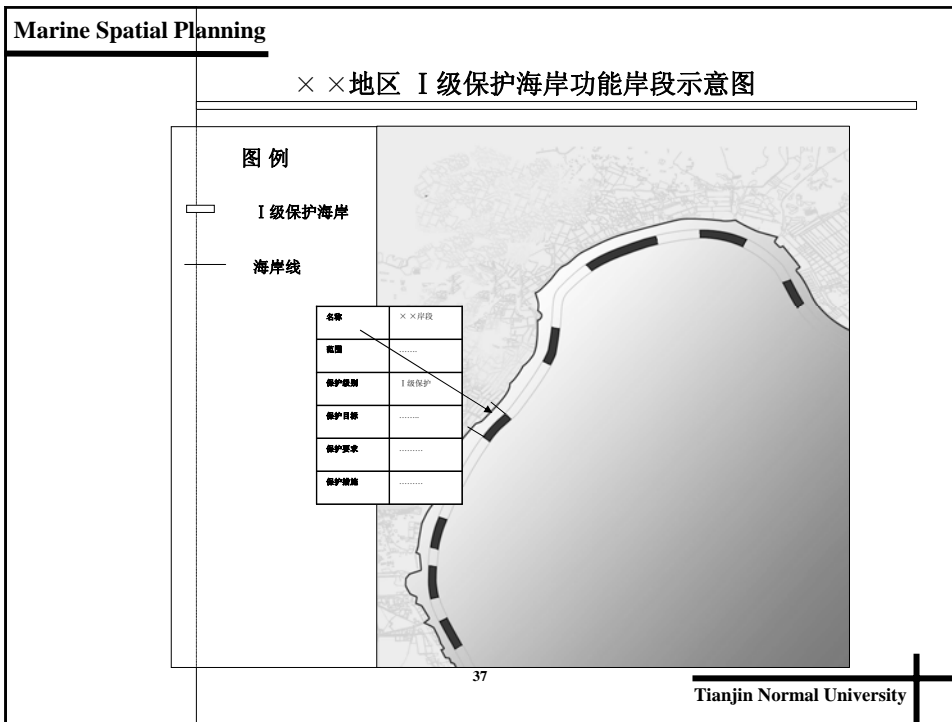 Marine Spatial Planning
× ×地区 Ⅰ级保护海岸功能岸段示意图
图 例
Ⅰ级保护海岸
海岸线
名称 × ×岸段
范围 .......
保护级别 Ⅰ级保护
保护目标 ........
保护要求 .........
保护措施 .........
37
Tianjin Normal University